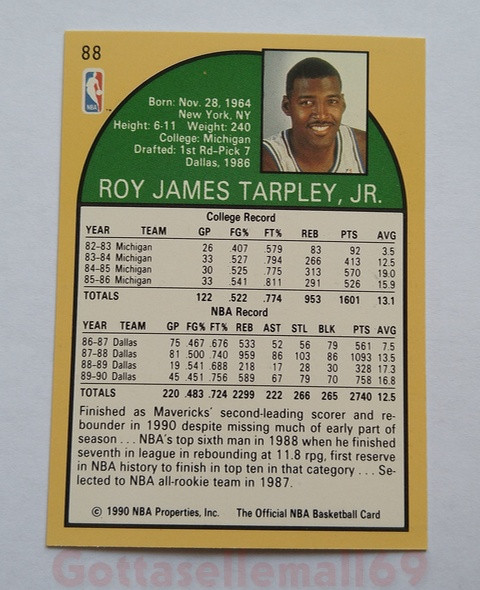 88
NBA
Born: Nov. 28, 1964
New York, NY
Height: 6-11 Weight: 240
College: Michigan
Drafted: 1st Rd-Pick 7
Dallas, 1986
ROY JAMES TARPLEY, JR.
College Record
YEAR TEAM GP FG% FT% REB PTS AVG
82-83 Michigan 26 .407 .579 83 92 3.5
83-84 Michigan 33 .527 .794 266 413 12.5
84-85 Michigan 30 .525 .775 313 570 19.0
85-86 Michigan 33 .541 .811 291 526 15.9
TOTALS 122 .522 .774 953 1601 13.1
NBA Record
YEAR TEAM GP FG% FT% REB AST STL BLK PTS AVG
86-87 Dallas 75 .467 .676 533 52 56 79 561 7.5
87-88 Dallas 81 .500 .740 959 86 103 86 1093 13.5
88-89 Dallas 19 .541 .688 218 17 28 30 328 17.3
89-90 Dallas 45 .451 .756 589 67 79 70 758 16.8
TOTALS 220 .483 .724 2299 222 266 265 2740 12.5
Finished as Mavericks' second-leading scorer and re-
bounder in 1990 despite missing much of early part of
season . . . NBA's top sixth man in 1988 when he finished
seventh in league in rebounding at 11.8 rpg, first reserve
in NBA history to finish in top ten in that category . . . Se-
lected to NBA all-rookie team in 1987.
© 1990 NBA Properties, Inc. The Official NBA Basketball Card
Gottasellemall69